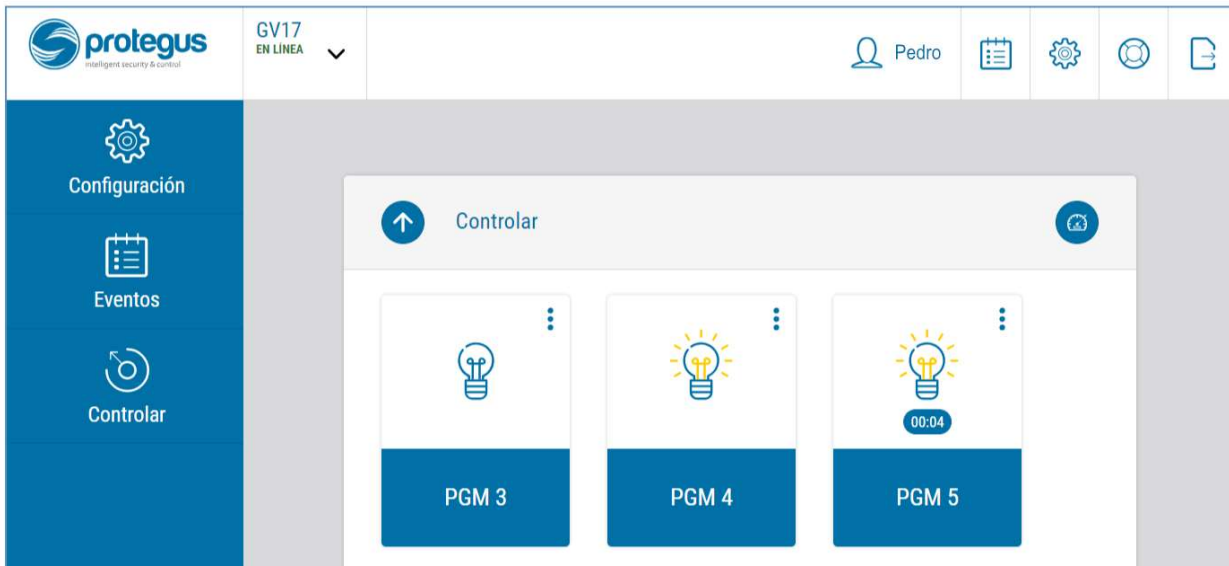 protegus
intelligent security & control
GV17
EN LÍNEA
Pedro
Configuración
Eventos
Controlar
Controlar
00:04
PGM 3
PGM 4
PGM 5